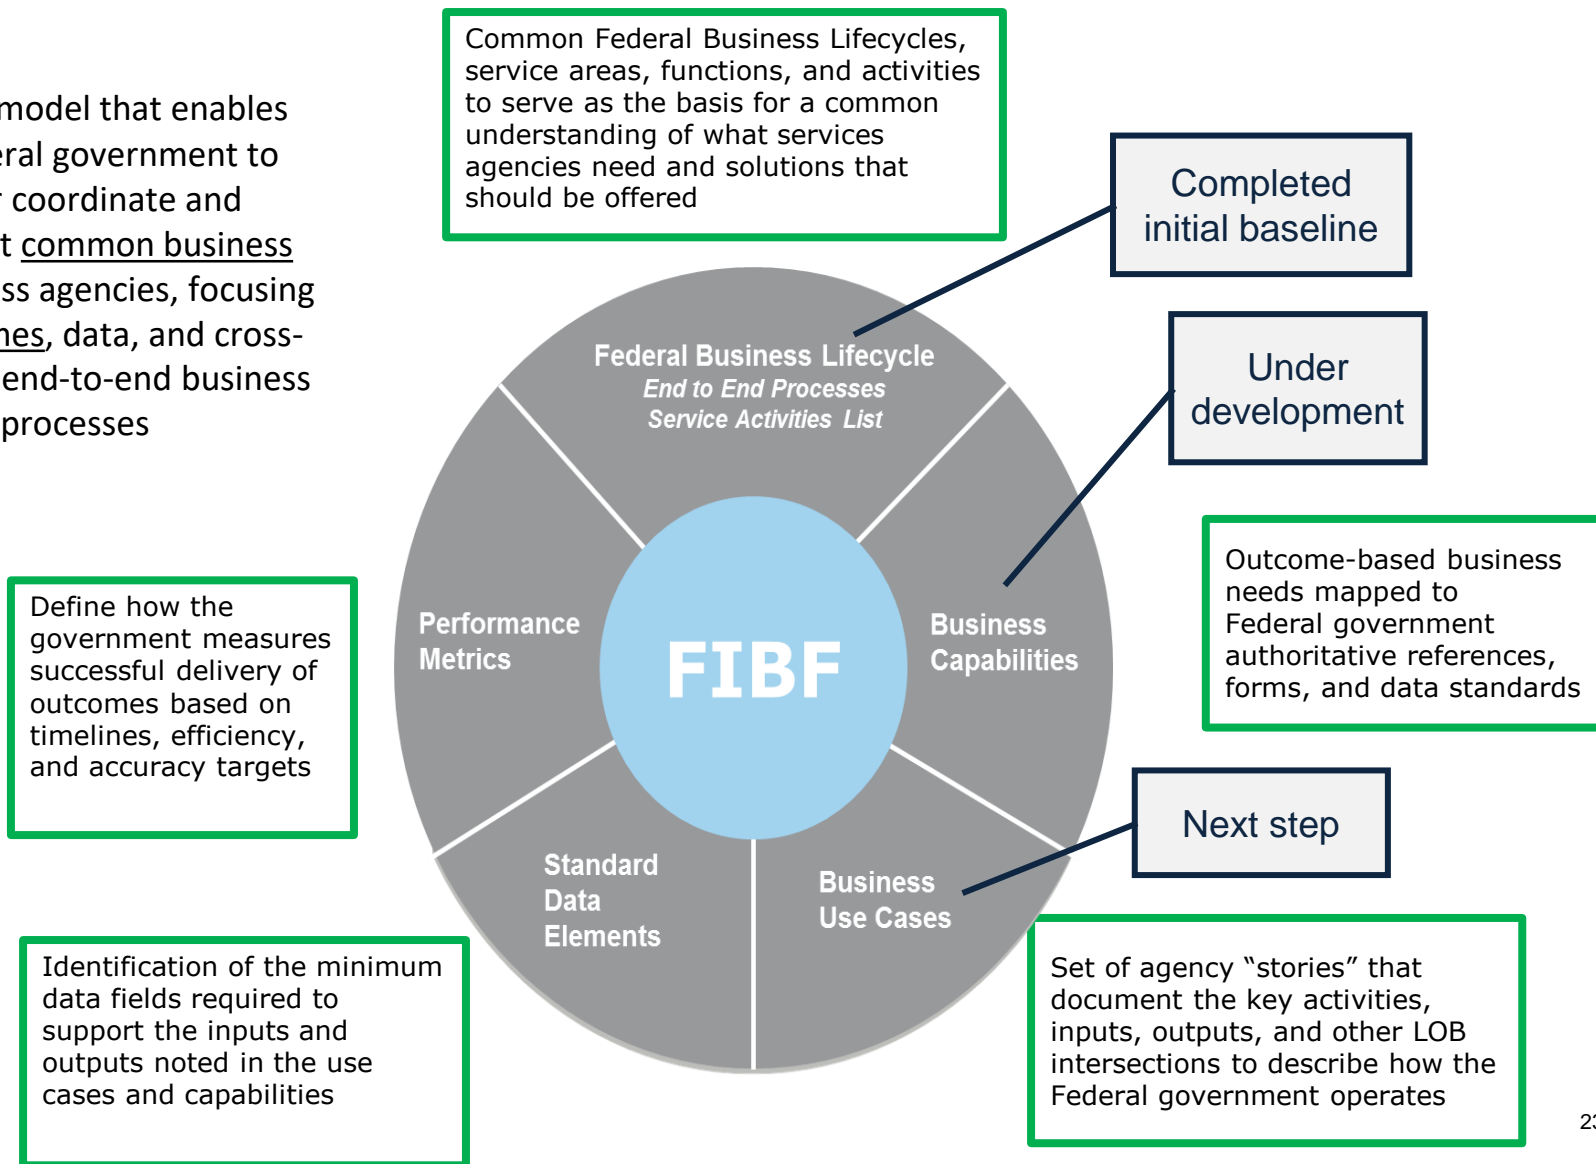 Common Federal Business Lifecycles,
service areas, functions, and activities
to serve as the basis for a common
understanding of what services
agencies need and solutions that
should be offered
model that enables
eral government to
r coordinate and
t common business
ss agencies, focusing
nes, data, and cross-
end-to-end business
processes
Completed
initial baseline
Under
development
Federal Business Lifecycle
End to End Processes
Service Activities List
Outcome-based business
needs mapped to
Federal government
authoritative references,
forms, and data standards
Define how the
government measures
successful delivery of
outcomes based on
timelines, efficiency,
and accuracy targets
Performance
Metrics
FIBF
Business
Capabilities
Next step
Standard
Data
Elements
Business
Use Cases
Identification of the minimum
data fields required to
support the inputs and
outputs noted in the use
cases and capabilities
Set of agency “stories” that
document the key activities,
inputs, outputs, and other LOB
intersections to describe how the
Federal government operates
23